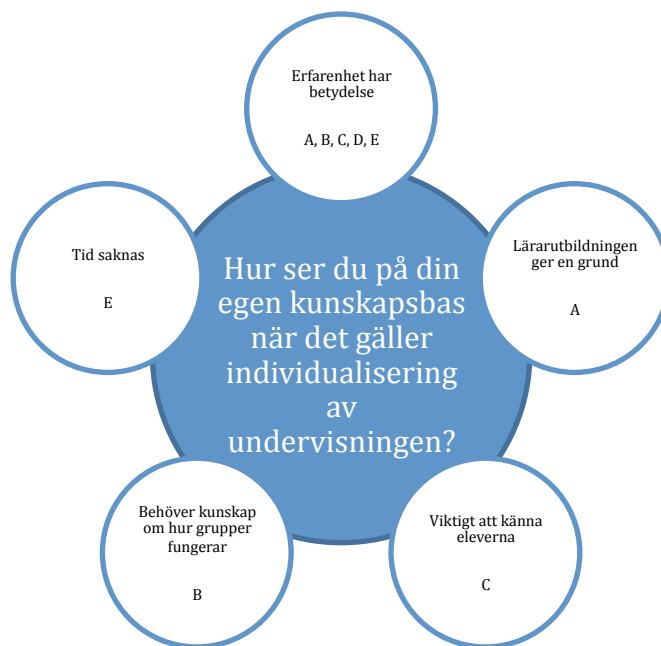 Erfarenhet har
betydelse
A, B, C, D, E
Tid saknas
E
Hur ser du på din
egen kunskapsbas
när det gäller
individualisering
av
undervisningen?
Lärarutbildningen
ger en grund
A
Behöver kunskap
om hur grupper
fungerar
B
Viktigt att känna
eleverna
C